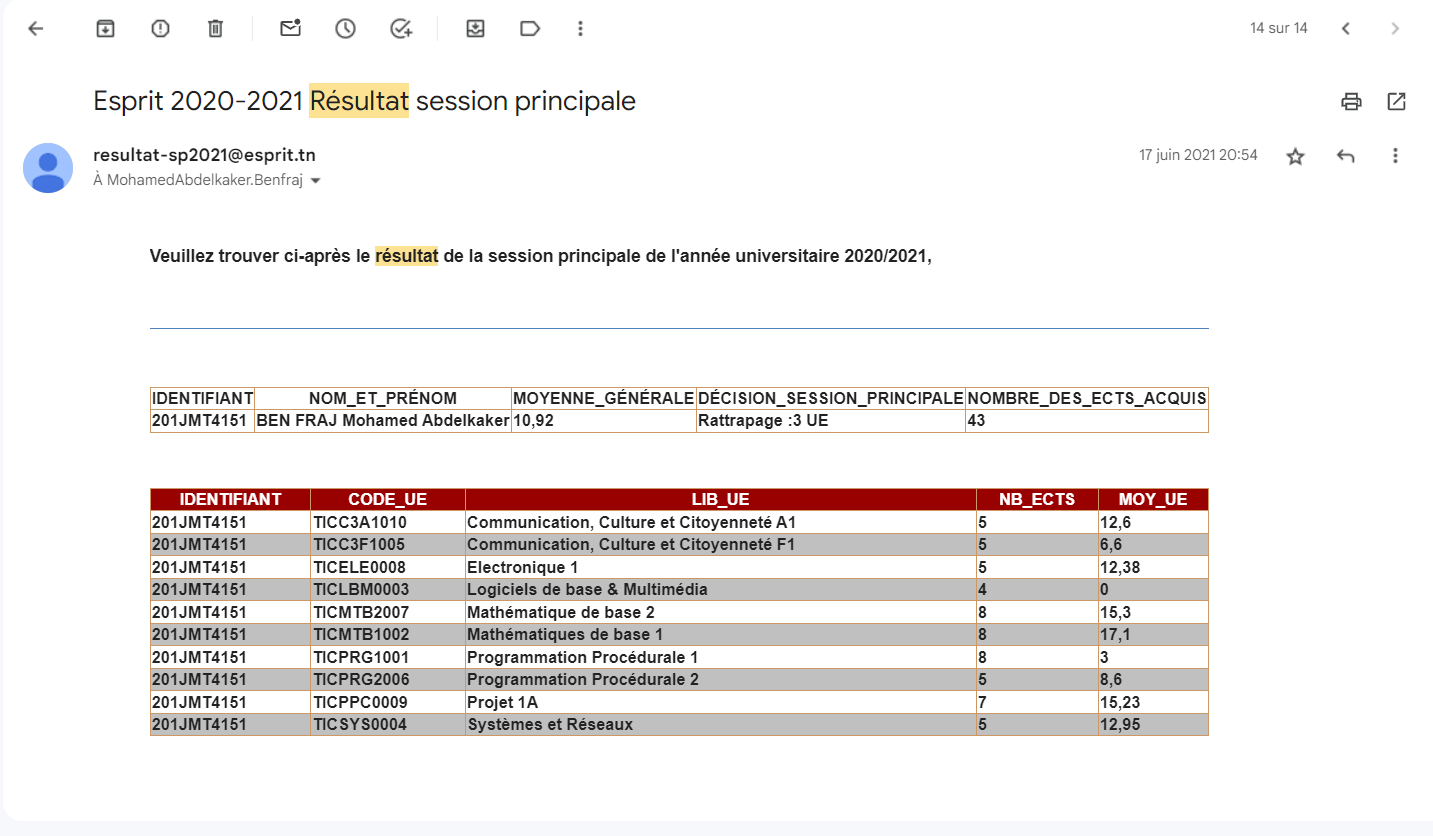 14 sur 14
Esprit 2020-2021 Résultat session principale
resultat-sp2021@esprit.tn
17 juin 2021 20:54
À MohamedAbdelkaker.Benfraj
Veuillez trouver ci-après le résultat de la session principale de l'année universitaire 2020/2021,
IDENTIFIANT NOM_ET_PRÉNOM MOYENNE_GÉNÉRALE DÉCISION_SESSION_PRINCIPALE NOMBRE_DES_ECTS_ACQUIS
201JMT4151 BEN FRAJ Mohamed Abdelkaker 10,92 Rattrapage :3 UE 43
IDENTIFIANT CODE_UE LIB_UE NB_ECTS MOY_UE
201JMT4151 TICC3A1010 Communication, Culture et Citoyenneté A1 5 12,6
201JMT4151 TICC3F1005 Communication, Culture et Citoyenneté F1 5 6,6
201JMT4151 TICELE0008 Electronique 1 5 12,38
201JMT4151 TICLBM0003 Logiciels de base & Multimédia 4 0
201JMT4151 TICMTB2007 Mathématique de base 2 8 15,3
201JMT4151 TICMTB1002 Mathématiques de base 1 8 17,1
201JMT4151 TICPRG1001 Programmation Procédurale 1 8 3
201JMT4151 TICPRG2006 Programmation Procédurale 2 5 8,6
201JMT4151 TICPPC0009 Projet 1A 7 15,23
201JMT4151 TICSYS0004 Systèmes et Réseaux 5 12,95